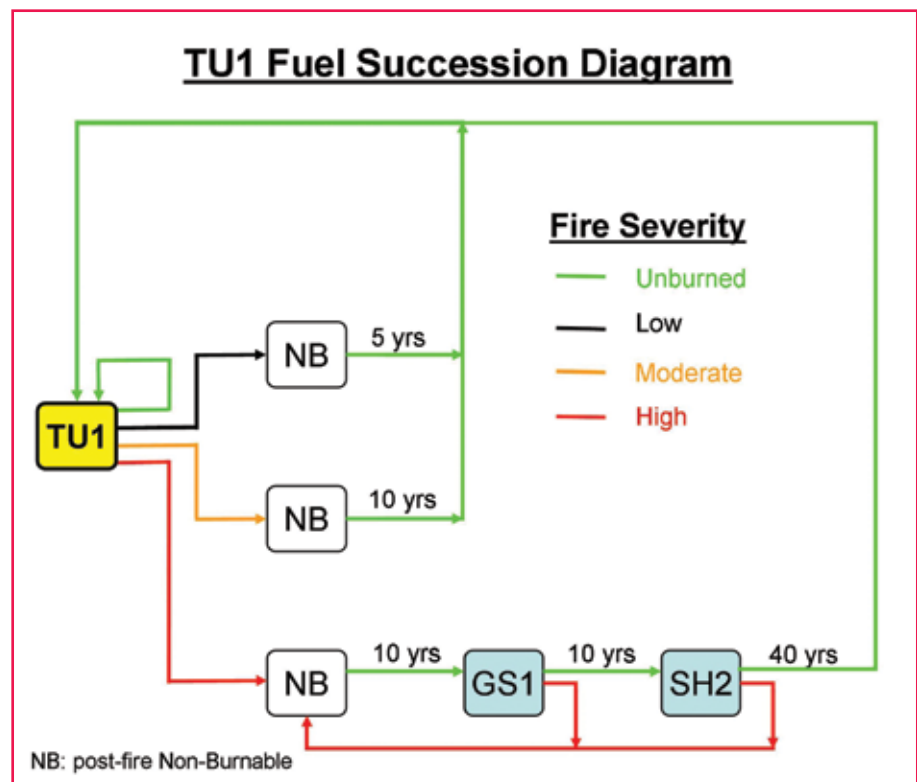 TU1 Fuel Succession Diagram
Fire Severity
Unburned
Low
Moderate
High
NB
5 yrs
TU1
NB
10 yrs
NB
10 yrs
GS1
10 yrs
SH2
40 yrs
NB: post-fire Non-Burnable